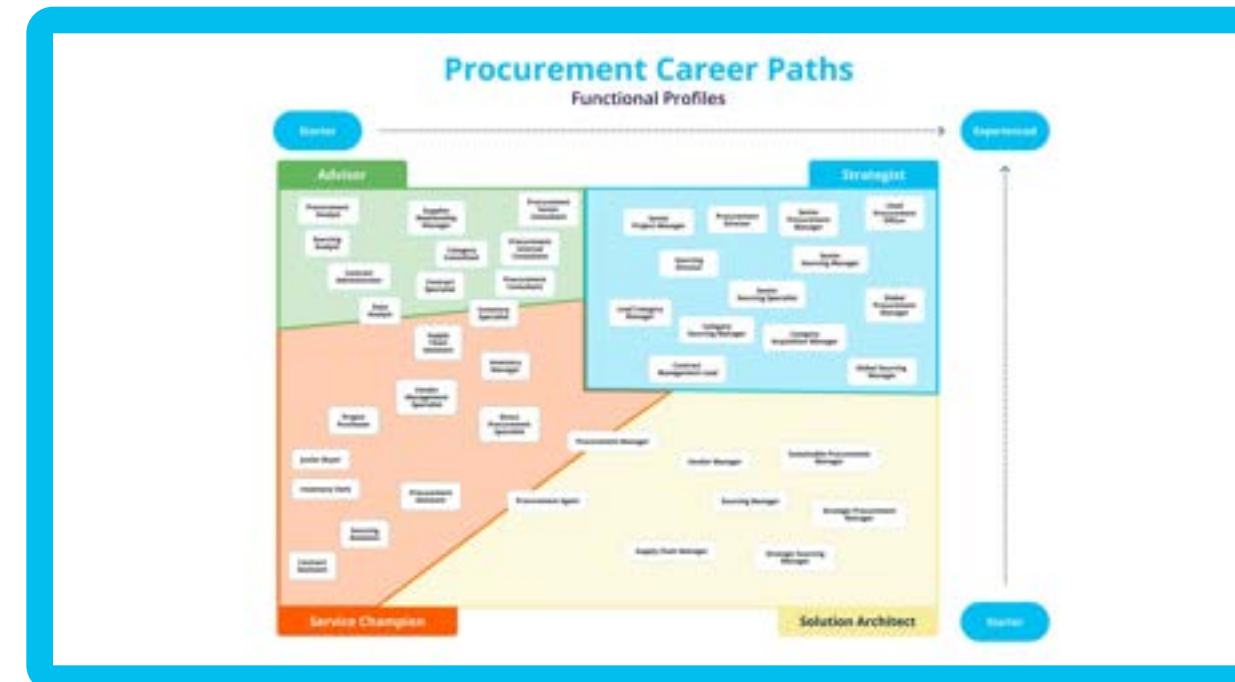 Procurement Career Paths
Functional Profiles
Starter
Experienced
Advisor
Strategist
Procurement
Analyst
Supplier
Relationship
Manager
Procurement
Senior
Consultant
Senior
Project Manager
Procurement
Director
Senior
Procurement
Manager
Chief
Procurement
Officer
Sourcing
Analyst
Category
Consultant
Procurement
Internal
Consultant
Sourcing
Director
Senior
Sourcing Manager
Contract
Administrator
Contract
Specialist
Procurement
Consultant
Senior
Sourcing Specialist
Data
Analyst
Inventory
Specialist
Lead Category
Manager
Global
Procurement
Manager
Supply
Chain
Assistant
Category
Sourcing Manager
Category
Acquisition Manager
Inventory
Manager
Contract
Management Lead
Global Sourcing
Manager
Vendor
Management
Specialist
Project
Purchaser
Direct
Procurement
Specialist
Procurement Manager
Junior Buyer
Vendor Manager
Sustainable Procurement
Manager
Inventory Clerk
Procurement
Assistant
Procurement Agent
Sourcing Manager
Strategic Procurement
Manager
Sourcing
Assistant
Supply Chain Manager
Strategic Sourcing
Manager
Contract
Assistant
Service Champion
Solution Architect
Starter